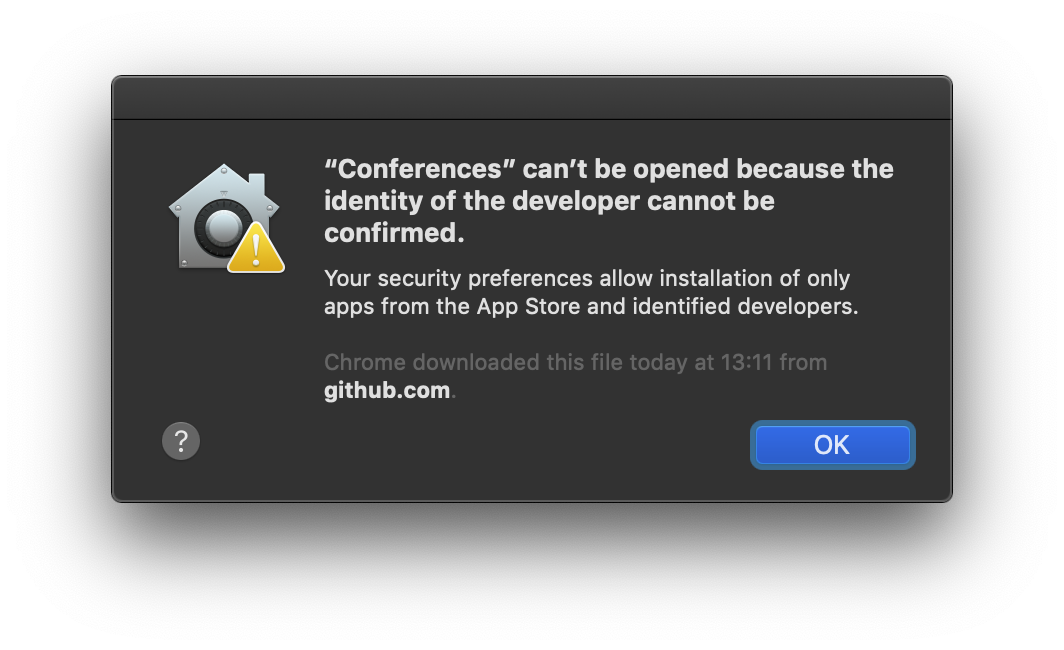 “Conferences” can’t be opened because the
identity of the developer cannot be
confirmed.
Your security preferences allow installation of only
apps from the App Store and identified developers.
Chrome downloaded this file today at 13:11 from
github.com.
?
OK